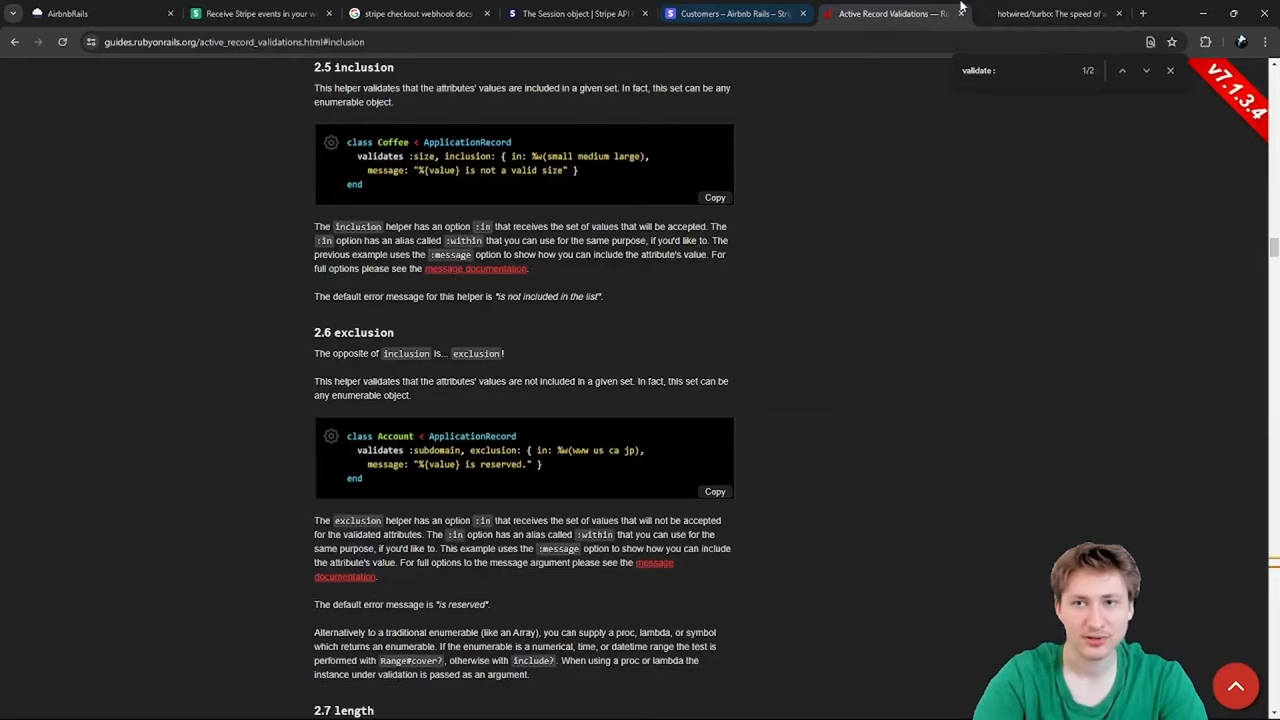 AirbnbRails
Receive Stripe events in your w
stripe checkout webhook docs
The Session object | Stripe API
Customers – Airbnb Rails – Stri
Active Record Validations — Ru
hotwired/turbo: The speed of a
guides.rubyonrails.org/active_record_validations.html#inclusion
validate :
1/2
v7.1.3.4
2.5 inclusion
This helper validates that the attributes' values are included in a given set. In fact, this set can be any
enumerable object.
class Coffee < ApplicationRecord
validates :size, inclusion: { in: %w(small medium large),
message: "%{value} is not a valid size" }
end
Copy
The inclusion helper has an option :in that receives the set of values that will be accepted. The
:in option has an alias called :within that you can use for the same purpose, if you'd like to. The
previous example uses the :message option to show how you can include the attribute's value. For
full options please see the message documentation.
The default error message for this helper is "is not included in the list".
2.6 exclusion
The opposite of inclusion is... exclusion!
This helper validates that the attributes' values are not included in a given set. In fact, this set can be
any enumerable object.
class Account < ApplicationRecord
validates :subdomain, exclusion: { in: %w(www us ca jp),
message: "%{value} is reserved." }
end
Copy
The exclusion helper has an option :in that receives the set of values that will not be accepted
for the validated attributes. The :in option has an alias called :within that you can use for the
same purpose, if you'd like to. This example uses the :message option to show how you can include
the attribute's value. For full options to the message argument please see the message
documentation.
The default error message is "is reserved".
Alternatively to a traditional enumerable (like an Array), you can supply a proc, lambda, or symbol
which returns an enumerable. If the enumerable is a numerical, time, or datetime range the test is
performed with Range#cover?, otherwise with include?. When using a proc or lambda the
instance under validation is passed as an argument.
2.7 length